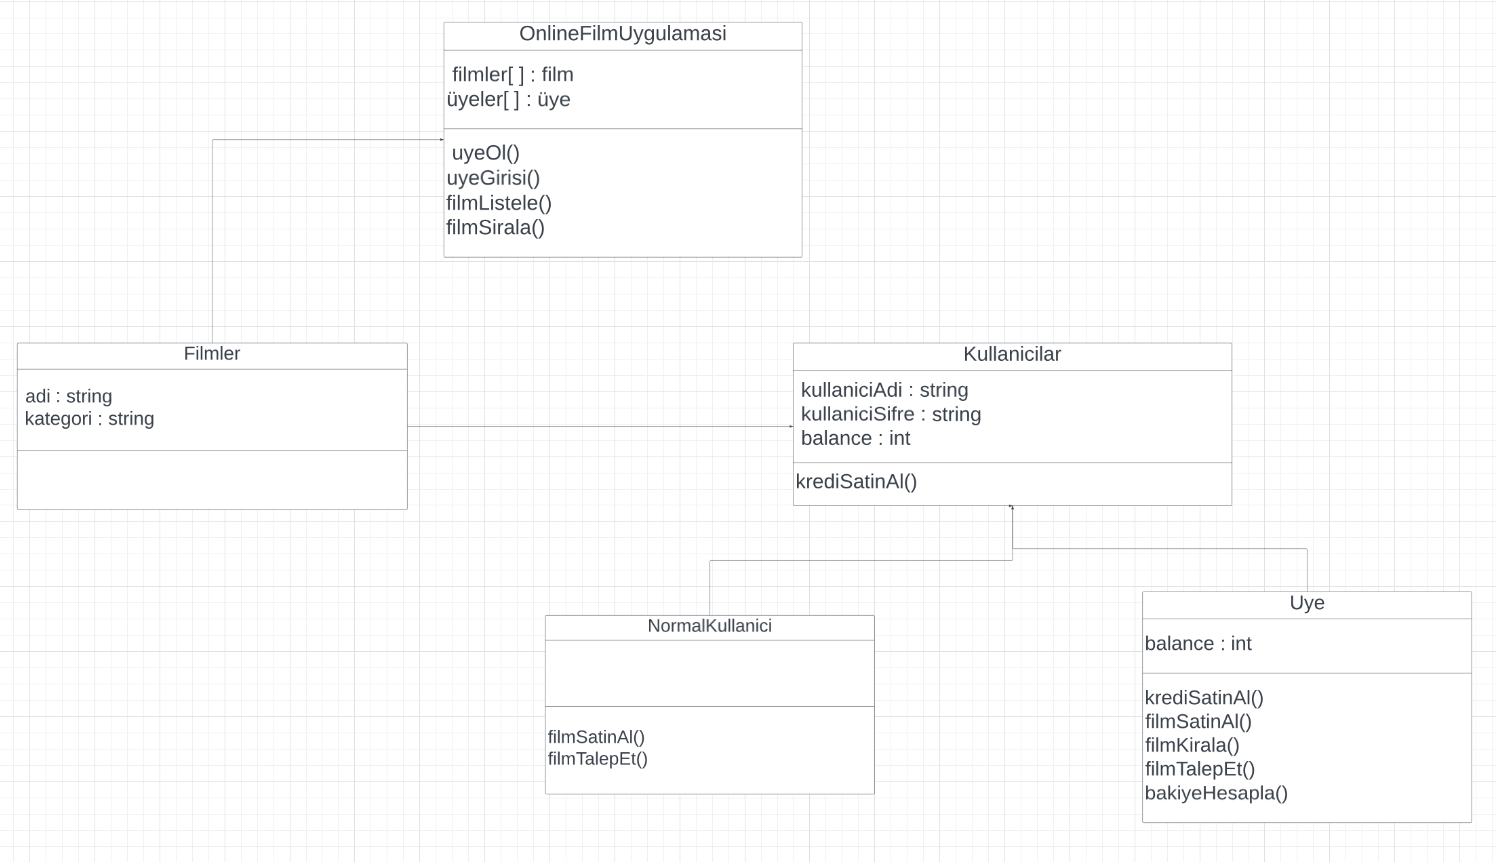 OnlineFilmUygulamasi
filmler[ ] : film
üyeler[ ] : üye
uyeOl()
uyeGirisi()
filmListele()
filmSirala()
Filmler
adi : string
kategori : string
Kullanicilar
kullaniciAdi : string
kullaniciSifre : string
balance : int
krediSatinAl()
NormalKullanici
filmSatinAl()
filmTalepEt()
Uye
balance : int
krediSatinAl()
filmSatinAl()
filmKirala()
filmTalepEt()
bakiyeHesapla()